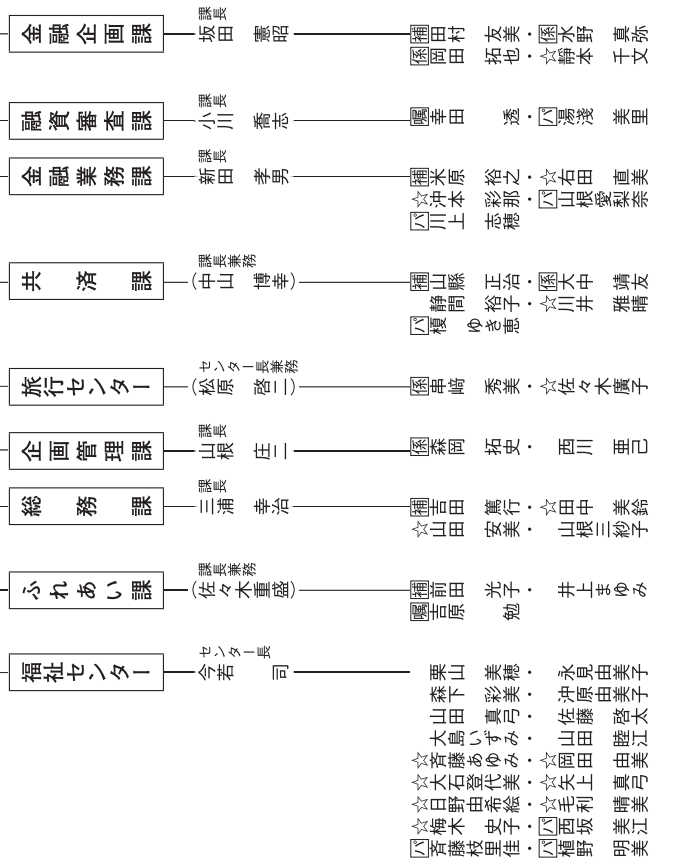 金融企画課
課長
坂田　憲昭
補田村　友美・係水野　真弥
係岡田　拓也・☆靜本　千文
融資審査課
課長
小川　喬志
嘱幸田　透・パ湯淺　美里
金融業務課
課長
新田　孝男
補米原　裕之・☆右田　直美
☆沖本　彩那・パ山根愛梨奈
パ川上　志穂
共済課
課長兼務
(中山　博幸)
補山縣　正治・係大中　靖友
静間　裕子・☆川井　雅晴
パ榎　ゆき恵
旅行センター
センター長兼務
(松原　啓二)
係串﨑　秀美・☆佐々木廣子
企画管理課
課長
山根　庄二
係森岡　拓史・　西川　亜己
総務課
課長
三浦　幸治
補吉田　篤行・☆田中　美鈴
☆山田　安美・　山根三紗子
ふれあい課
課長兼務
(佐々木重盛)
補前田　光子・　井上まゆみ
嘱吉原　勉
福祉センター
センター長
今若　司
栗山　美穂・　永見由美子
森下　彩美・　沖原由美子
山田　真弓・　佐藤　啓太
大島いずみ・　山田　睦江
☆斉藤あゆみ・☆岡田　由美
☆大石登代美・☆矢上　真弓
☆日野由希絵・☆毛利　晴美
☆梅木　史子・パ西坂　美江
パ斉藤枝里佳・パ植野　明美